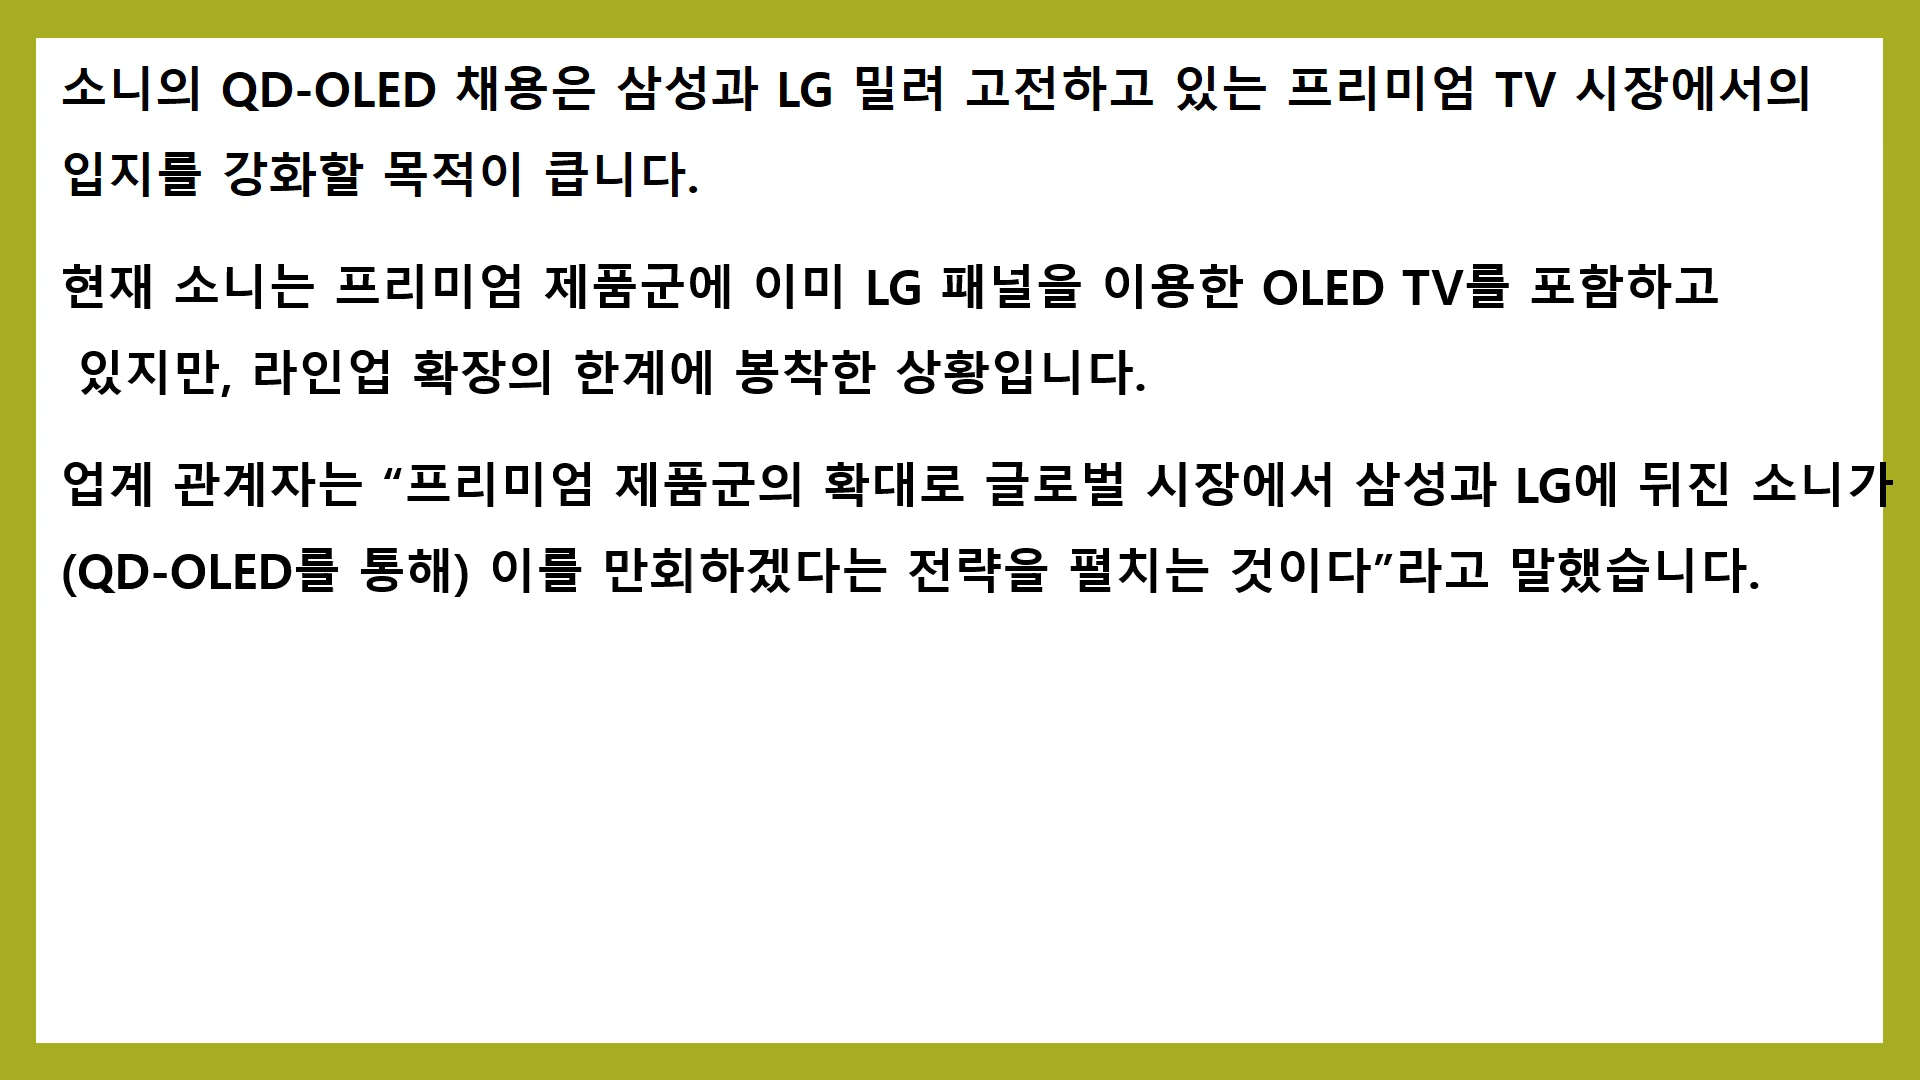 소니의 QD-OLED 채용은 삼성과 LG 밀려 고전하고 있는 프리미엄 TV 시장에서의
입지를 강화할 목적이 큽니다.
현재 소니는 프리미엄 제품군에 이미 LG 패널을 이용한 OLED TV를 포함하고
있지만, 라인업 확장의 한계에 봉착한 상황입니다.
업계 관계자는 “프리미엄 제품군의 확대로 글로벌 시장에서 삼성과 LG에 뒤진 소니가
(QD-OLED를 통해) 이를 만회하겠다는 전략을 펼치는 것이다”라고 말했습니다.